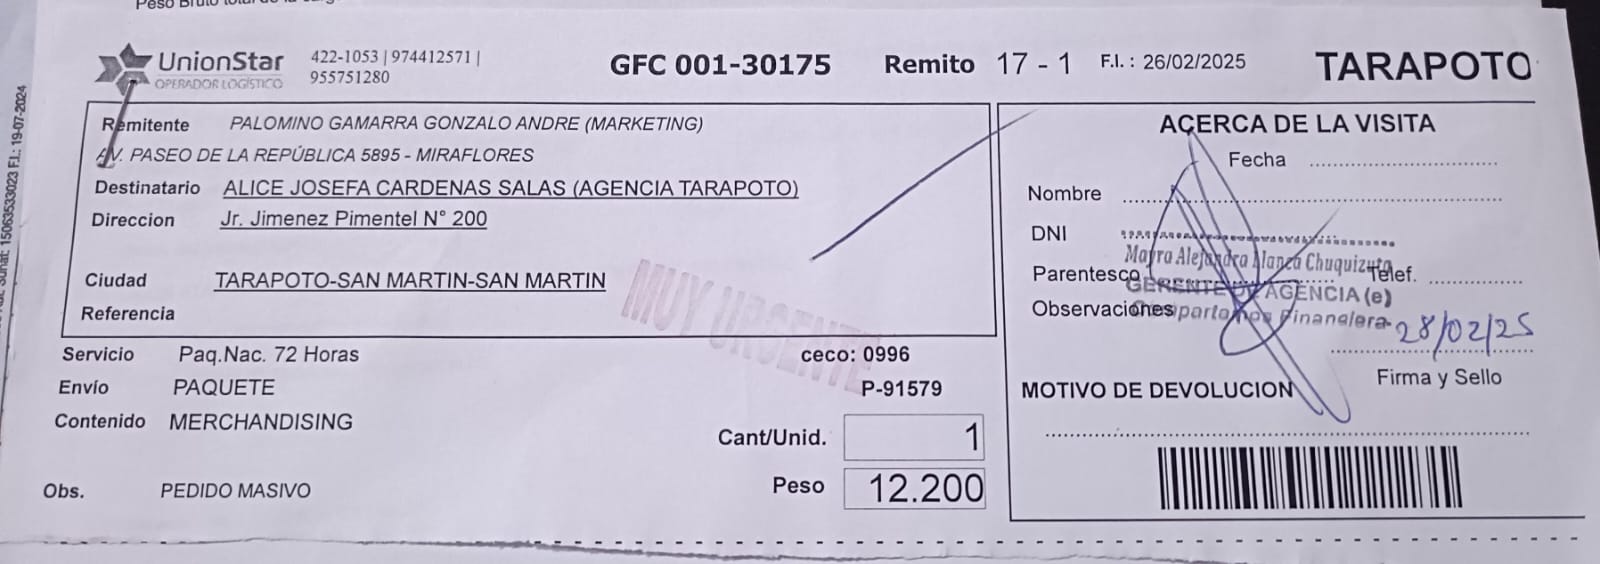 UnionStar
OPERADOR LOGÍSTICO
422-1053 | 974412571 |
955751280
GFC 001-30175 Remito 17 - 1 F.I. : 26/02/2025 TARAPOTO
Remitente PALOMINO GAMARRA GONZALO ANDRE (MARKETING)
AV. PASEO DE LA REPÚBLICA 5895 - MIRAFLORES
Destinatario ALICE JOSEFA CARDENAS SALAS (AGENCIA TARAPOTO)
Direccion Jr. Jimenez Pimentel N° 200
Ciudad TARAPOTO-SAN MARTIN-SAN MARTIN
Referencia
MUY URGENTE
Servicio Paq.Nac. 72 Horas ceco: 0996
Envío PAQUETE P-91579
Contenido MERCHANDISING
Cant/Unid. 1
Peso 12.200
Obs. PEDIDO MASIVO
ACERCA DE LA VISITA
Fecha
Nombre
DNI
Mayra Alejandra Chuquizuta
Parentesco Telef.
GERENTE DE AGENCIA (e)
Observaciones
Financiera
28/02/25
Firma y Sello
MOTIVO DE DEVOLUCION
Sunat: 15063533023 F.I.: 19-07-2024